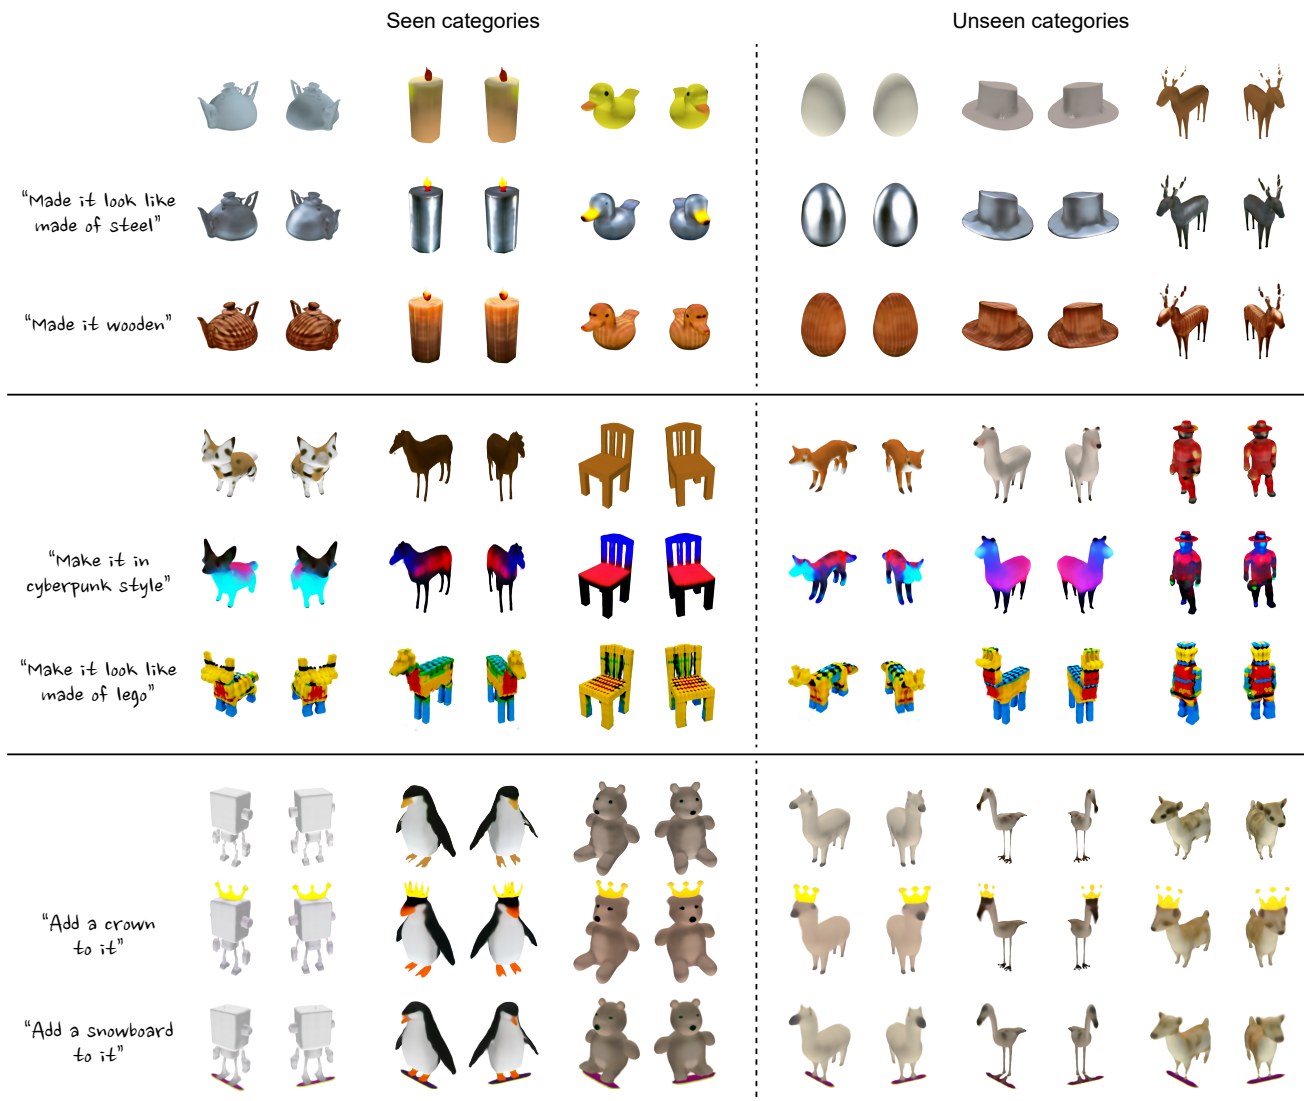 Seen categories
Unseen categories
“Made it look like
made of steel”
“Made it wooden”
“Make it in
cyberpunk style”
“Make it look like
made of lego”
“Add a crown
to it”
“Add a snowboard
to it”